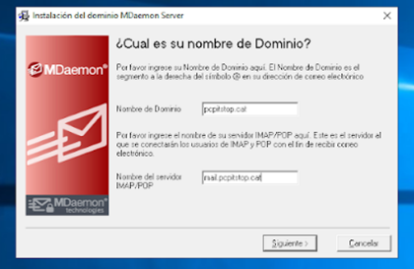 Instalación del dominio MDaemon Server
MDaemon
¿Cual es su nombre de Dominio?
Por favor ingrese su Nombre de Dominio aquí. El Nombre de Dominio es el
segmento a la derecha del símbolo @ en su dirección de correo electrónico.
Nombre de Dominio
pcpitstop.cat
Por favor ingrese el nombre de su servidor IMAP/POP aquí. Este es el servidor al
que se conectarán los usuarios de IMAP y POP con el fin de recibir correo
electrónico.
Nombre del servidor
IMAP/POP
mail.pcpitstop.cat
MDaemon
technologies
Siguiente >
Cancelar